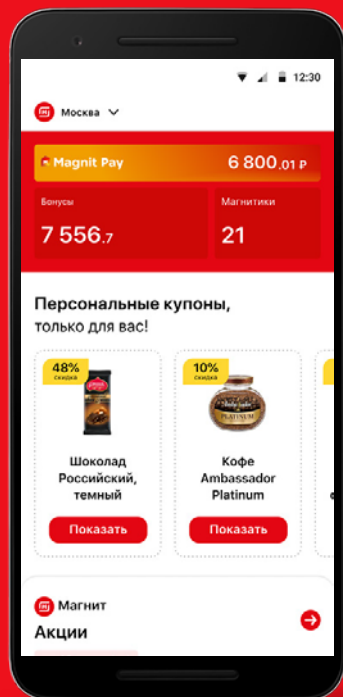 12:30
Москва
Magnit Pay 6 800.01 ₽
Бонусы Магнитики
7 556.7 21
Персональные купоны,
только для вас!
48% 10%
скидка скидка
PLATINUM
Шоколад Кофе
Российский, Ambassador
темный Platinum
Показать Показать
Магнит
Акции